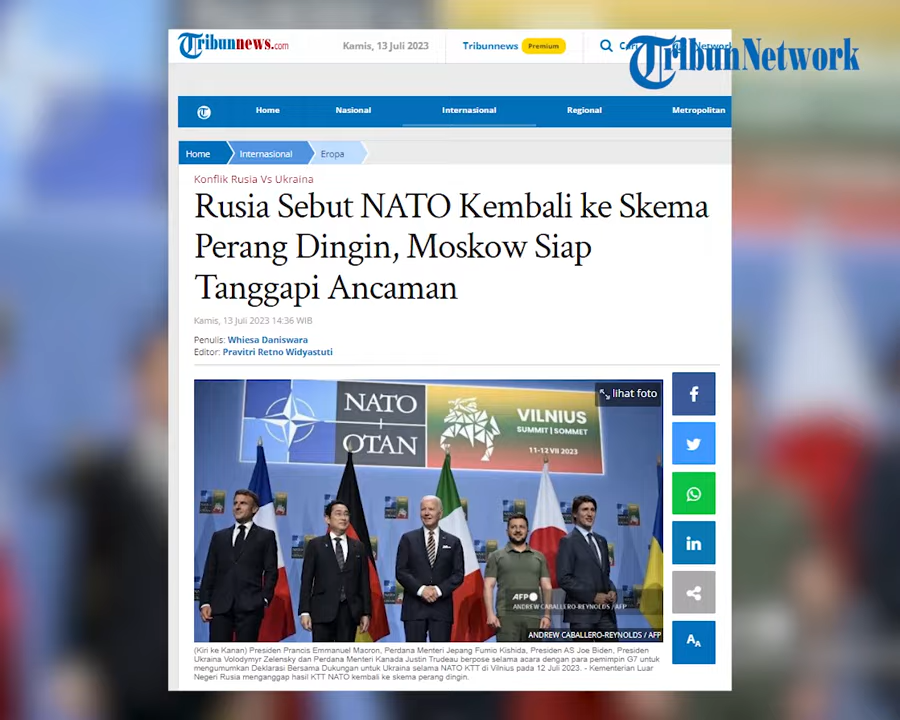 Tribunnews.com
Kamis, 13 Juli 2023
Tribunnews Premium
TribunNetwork
Home Nasional Internasional Regional Metropolitan
Home Internasional Eropa
Konflik Rusia Vs Ukraina
Rusia Sebut NATO Kembali ke Skema
Perang Dingin, Moskow Siap
Tanggapi Ancaman
Kamis, 13 Juli 2023 14:36 WIB
Penulis: Whiesa Daniswara
Editor: Pravitri Retno Widyastuti
lihat foto
NATO
OTAN
VILNIUS
SUMMIT | SOMMET
11-12 VII 2023
AFP
ANDREW CABALLERO-REYNOLDS / AFP
ANDREW CABALLERO-REYNOLDS / AFP
(Kiri ke Kanan) Presiden Prancis Emmanuel Macron, Perdana Menteri Jepang Fumio Kishida, Presiden AS Joe Biden, Presiden
Ukraina Volodymyr Zelensky dan Perdana Menteri Kanada Justin Trudeau berpose selama acara dengan para pemimpin G7 untuk
mengumumkan Deklarasi Bersama Dukungan untuk Ukraina selama NATO KTT di Vilnius pada 12 Juli 2023. - Kementerian Luar
Negeri Rusia menganggap hasil KTT NATO kembali ke skema perang dingin.